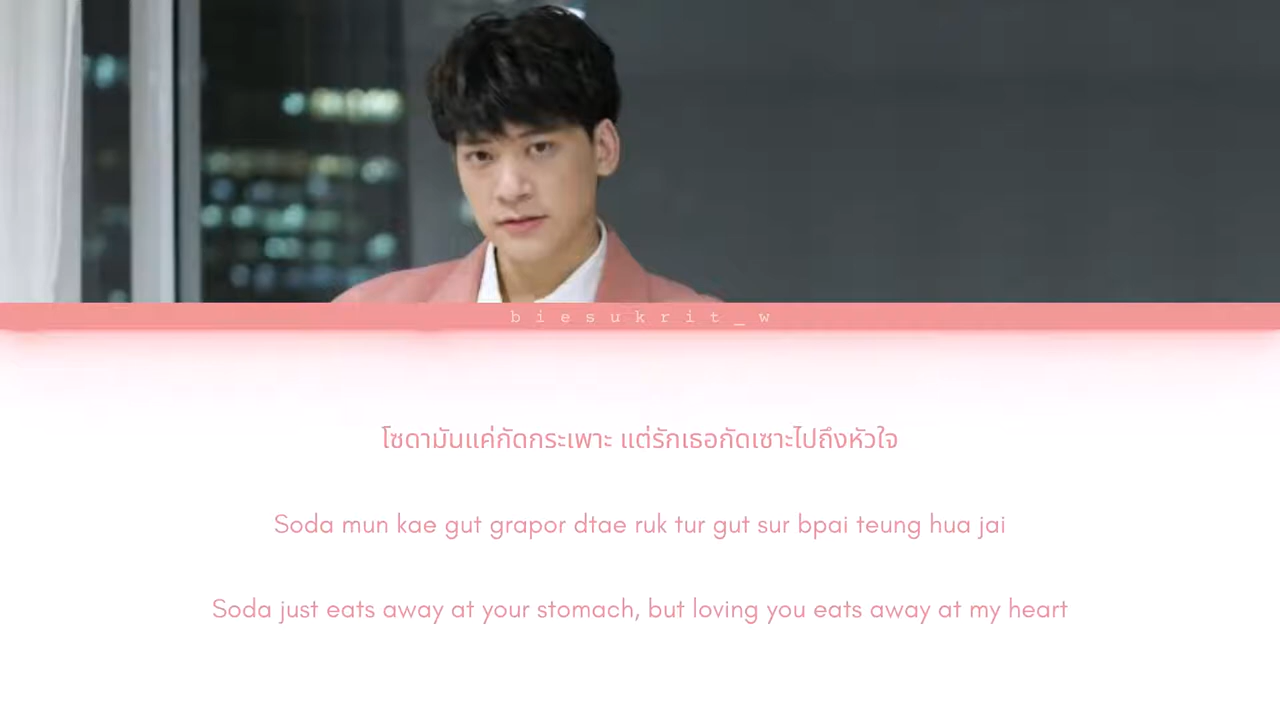 biesukrit_w
โซดามันแค่กัดกระเพาะ แต่รักเธอกัดเซาะไปถึงหัวใจ
Soda mun kae gut grapor dtae ruk tur gut sur bpai teung hua jai
Soda just eats away at your stomach, but loving you eats away at my heart